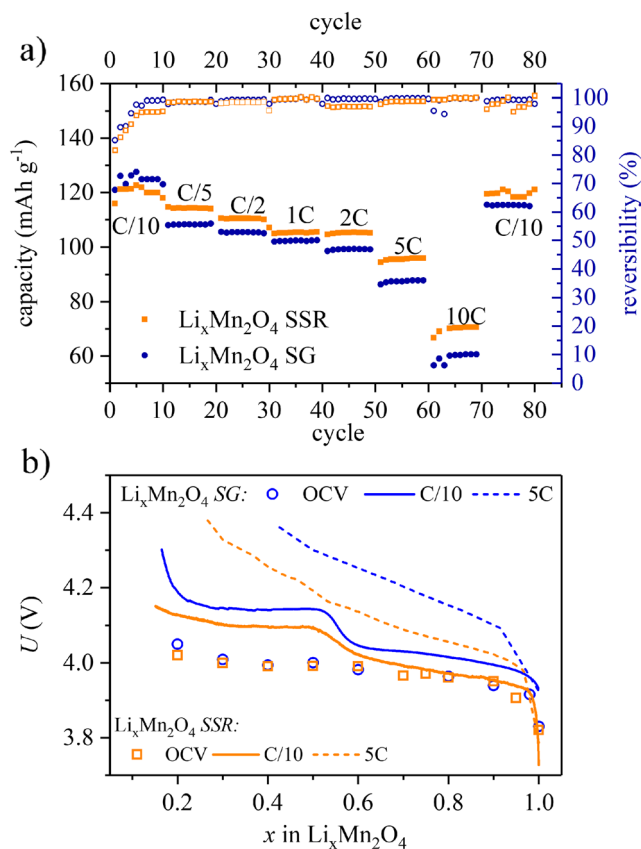 cycle
a)
0 10 20 30 40 50 60 70 80
160
140
120
100
80
60
capacity (mAh g⁻¹)
100
90
80
70
60
50
40
30
20
10
0
reversibility (%)
C/10
C/5
C/2
1C
2C
5C
10C
C/10
LiₓMn₂O₄ SSR
LiₓMn₂O₄ SG
0 10 20 30 40 50 60 70 80
cycle
b)
LiₓMn₂O₄ SG: OCV C/10 5C
4.4
4.2
4.0
3.8
U (V)
LiₓMn₂O₄ SSR:
OCV C/10 5C
0.2 0.4 0.6 0.8 1.0
x in LiₓMn₂O₄